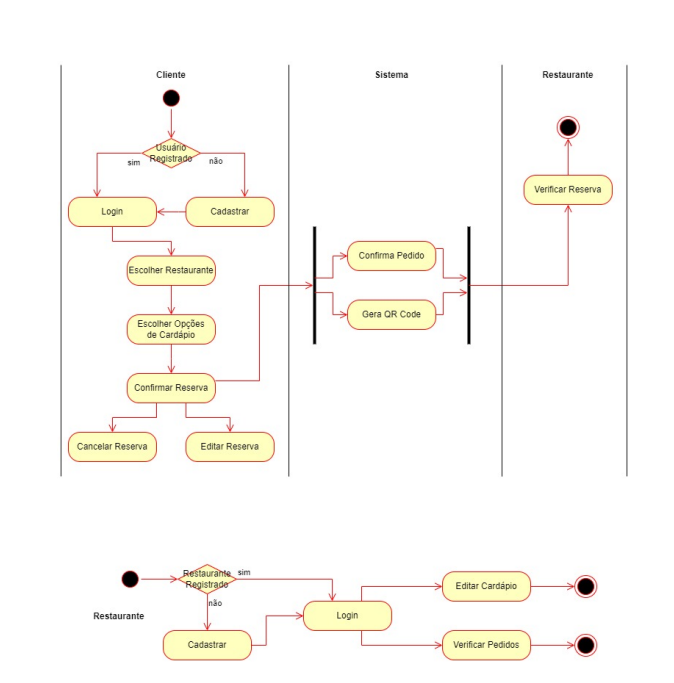 Cliente
Sistema
Restaurante
Usuário
Registrado
sim
não
Login
Cadastrar
Verificar Reserva
Escolher Restaurante
Confirma Pedido
Escolher Opções
de Cardápio
Gera QR Code
Confirmar Reserva
Cancelar Reserva
Editar Reserva
Restaurante
Registrado
sim
não
Restaurante
Cadastrar
Login
Editar Cardápio
Verificar Pedidos